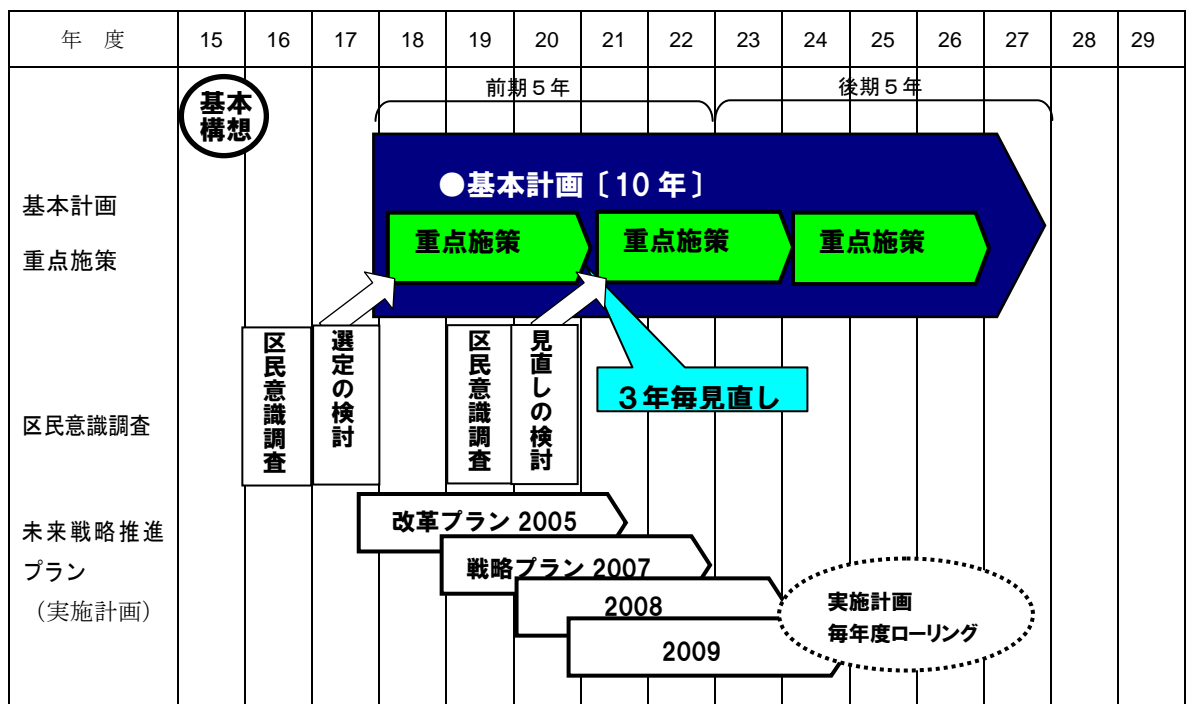 年 度 15 16 17 18 19 20 21 22 23 24 25 26 27 28 29
前期5年 後期5年
基本
構想
●基本計画〔10年〕
基本計画
重点施策
重点施策 重点施策 重点施策
区民意識調査
選定の検討
区民意識調査
見直しの検討
3年毎見直し
区民意識調査
未来戦略推進
プラン
(実施計画)
改革プラン 2005
戦略プラン 2007
2008
2009
実施計画
毎年度ローリング